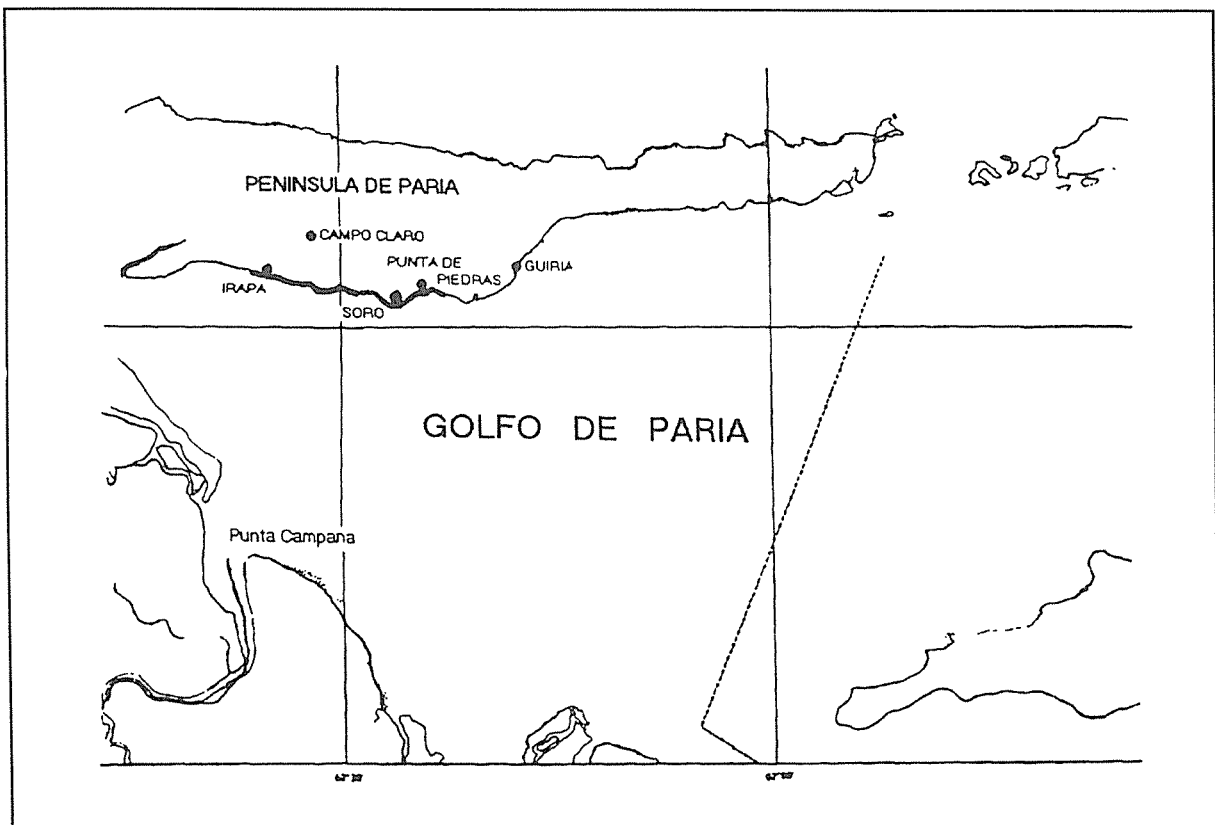 PENINSULA DE PARIA
CAMPO CLARO
PUNTA DE
PIEDRAS
GUIRIA
IRAPA
SORO
GOLFO DE PARIA
Punta Campana